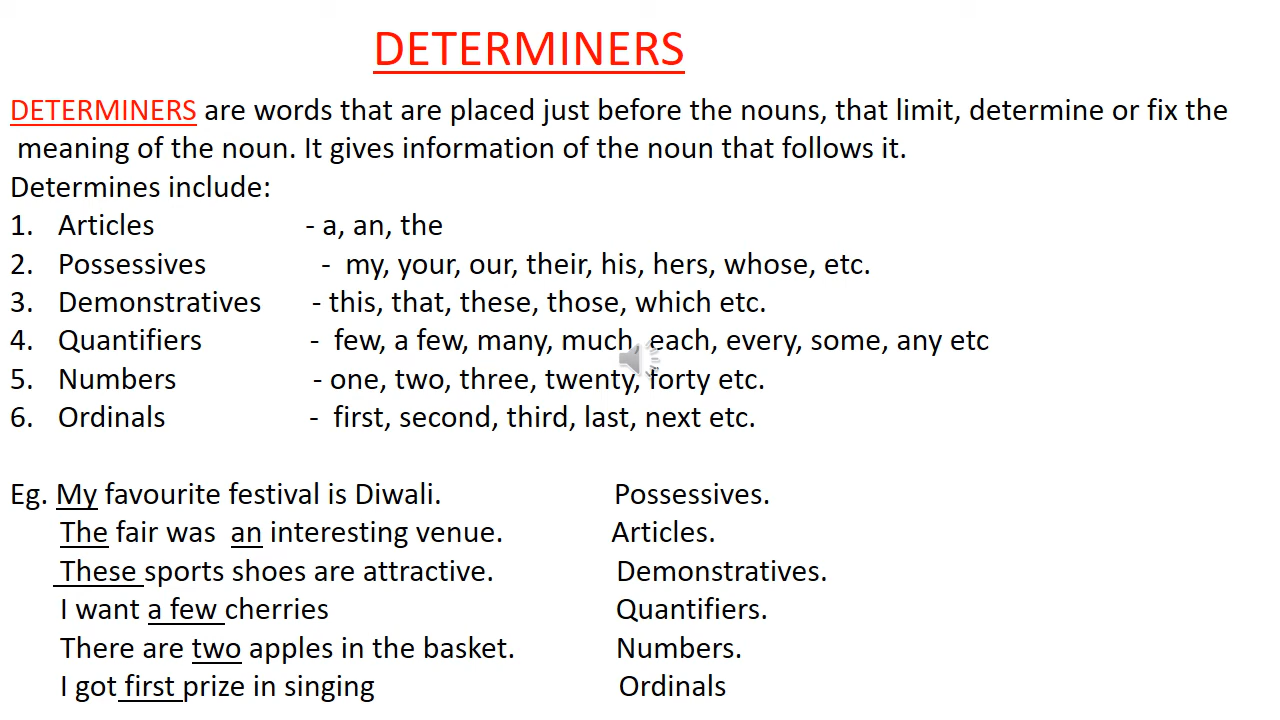 DETERMINERS
DETERMINERS are words that are placed just before the nouns, that limit, determine or fix the
meaning of the noun. It gives information of the noun that follows it.
Determines include:
1. Articles - a, an, the
2. Possessives - my, your, our, their, his, hers, whose, etc.
3. Demonstratives - this, that, these, those, which etc.
4. Quantifiers - few, a few, many, much, each, every, some, any etc
5. Numbers - one, two, three, twenty, forty etc.
6. Ordinals - first, second, third, last, next etc.
Eg. My favourite festival is Diwali. Possessives.
The fair was an interesting venue. Articles.
These sports shoes are attractive. Demonstratives.
I want a few cherries Quantifiers.
There are two apples in the basket. Numbers.
I got first prize in singing Ordinals